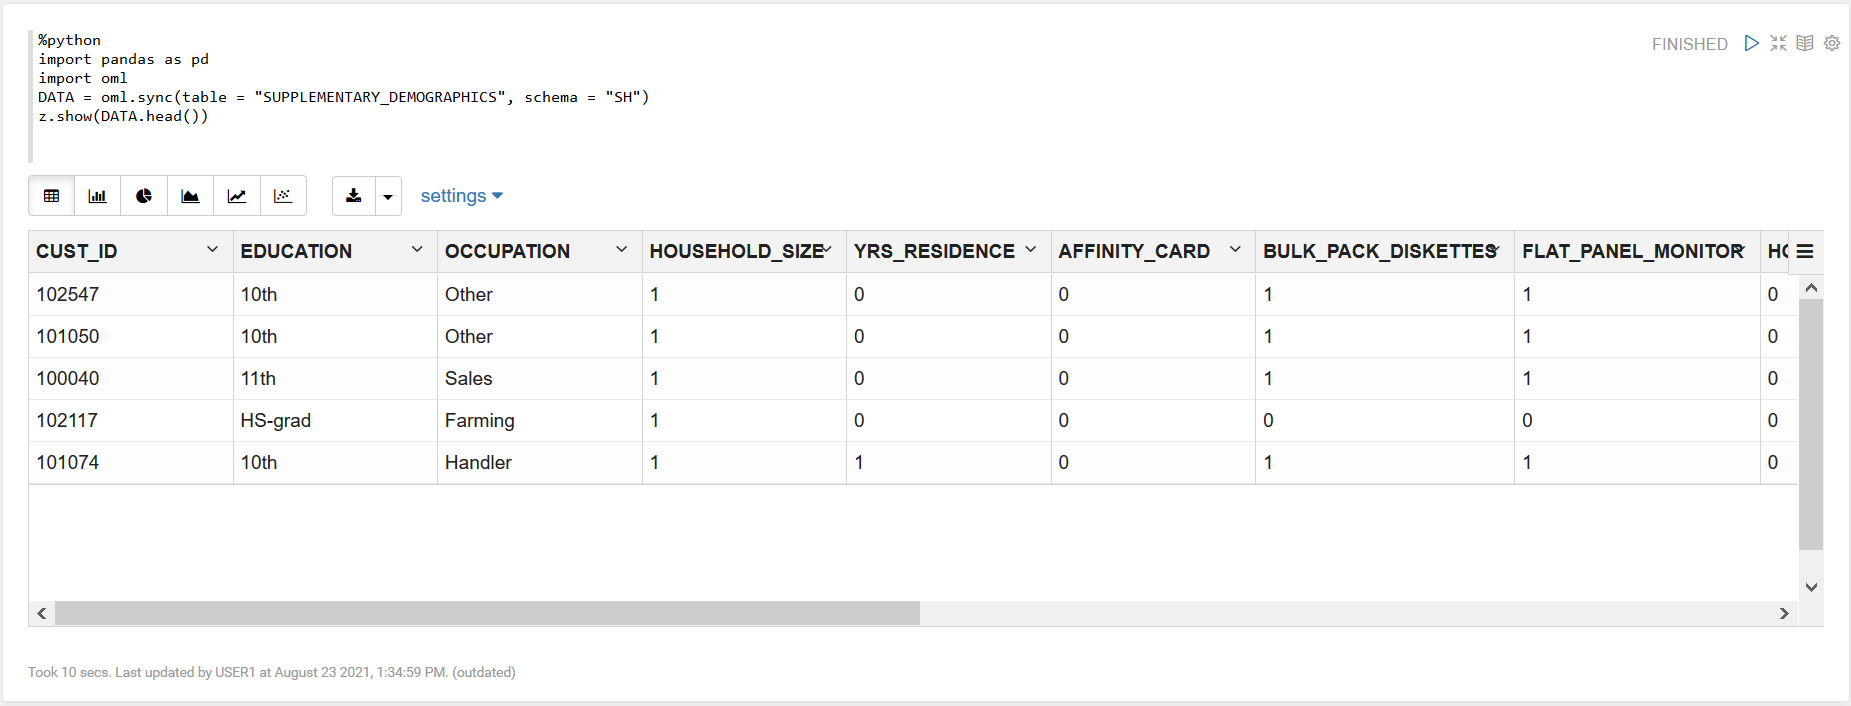 %python
FINISHED
import pandas as pd
import oml
DATA = oml.sync(table = "SUPPLEMENTARY_DEMOGRAPHICS", schema = "SH")
z.show(DATA.head())
settings
CUST_ID EDUCATION OCCUPATION HOUSEHOLD_SIZE YRS_RESIDENCE AFFINITY_CARD BULK_PACK_DISKETTES FLAT_PANEL_MONITOR
102547 10th Other 1 0 0 1 1 0
101050 10th Other 1 0 0 1 1 0
100040 11th Sales 1 0 0 1 1 0
102117 HS-grad Farming 1 0 0 0 0 0
101074 10th Handler 1 1 0 1 1 0
Took 10 secs. Last updated by USER1 at August 23 2021, 1:34:59 PM. (outdated)